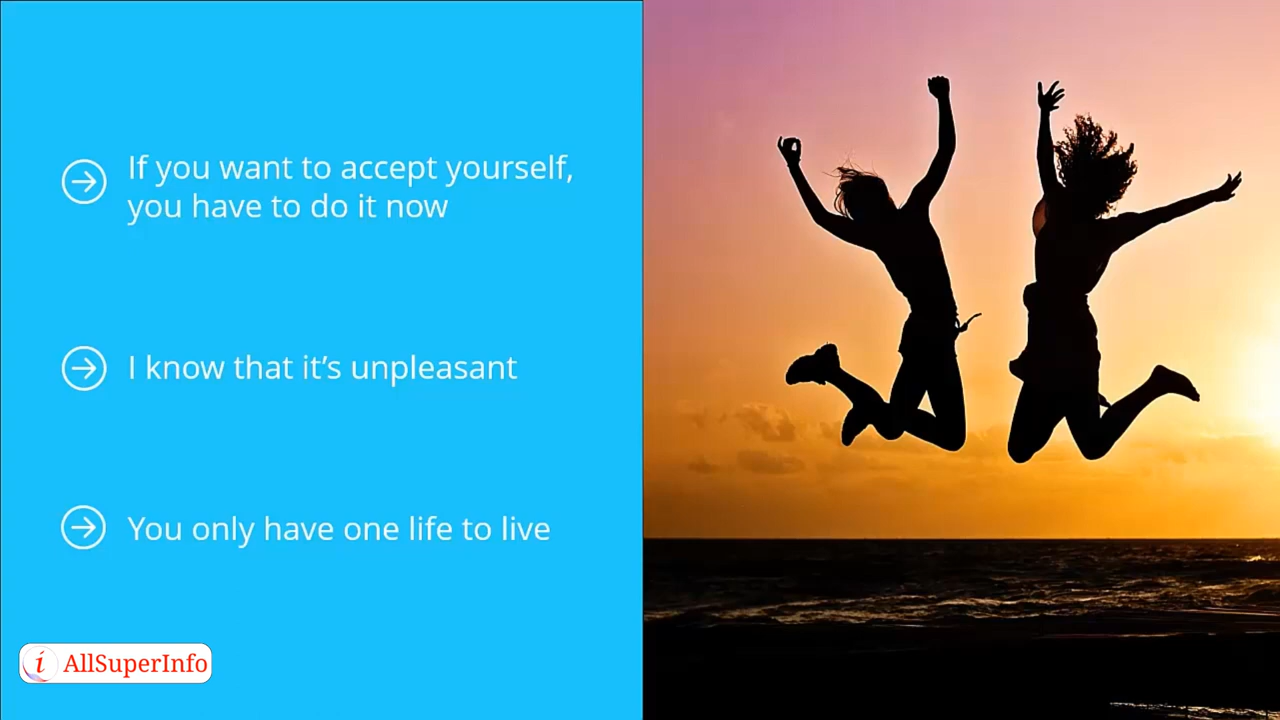 If you want to accept yourself,
you have to do it now
I know that it’s unpleasant
You only have one life to live
i AllSuperInfo